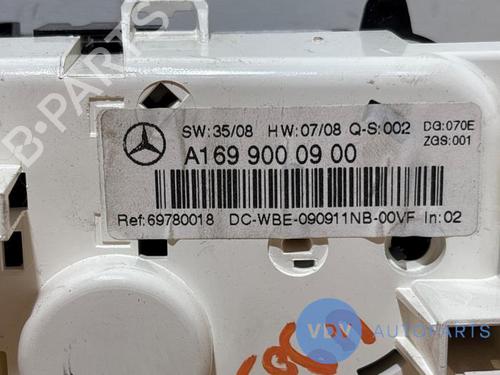 SW:35/08 HW:07/08 Q-S:002 DG:070E
ZGS:001
A169 900 09 00
Ref:69780018 DC-WBE-090911NB-00VF In:02
B-PARTS
VDV AUTOPARTS